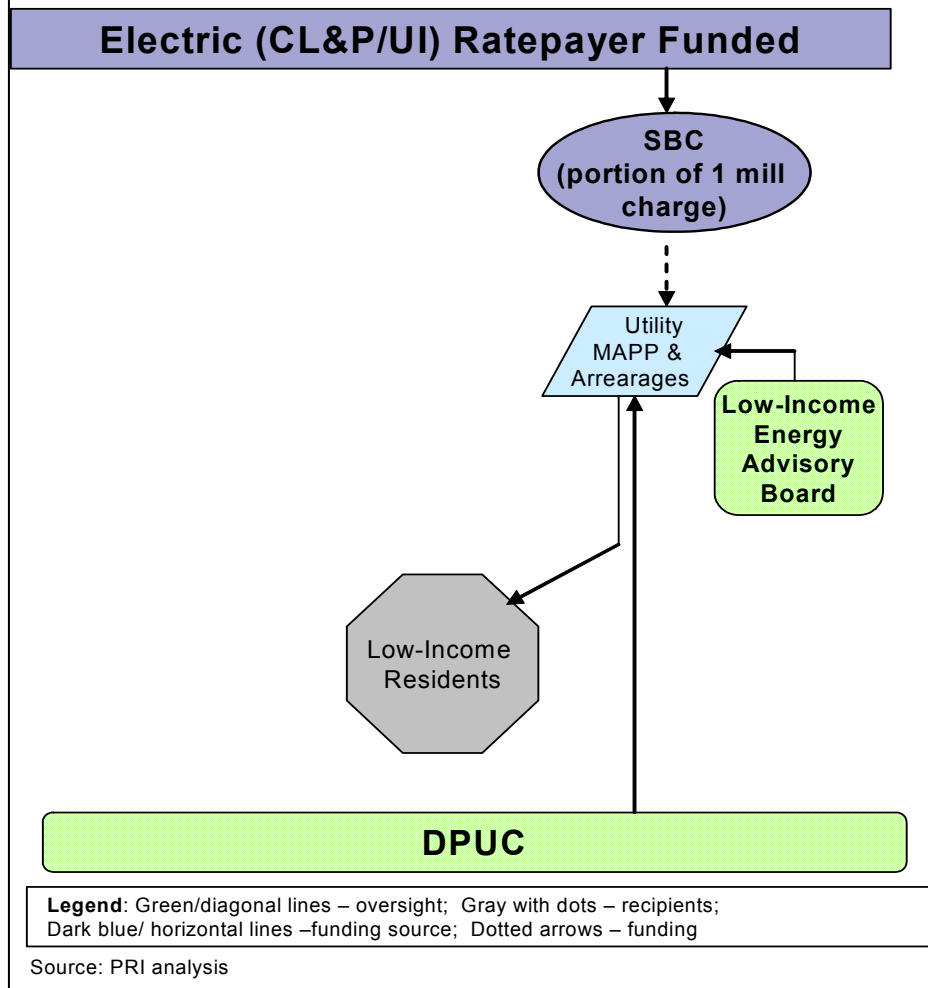 Electric (CL&P/UI) Ratepayer Funded
SBC
(portion of 1 mill
charge)
Utility
MAPP &
Arrearages
Low-Income
Energy
Advisory
Board
Low-Income
Residents
DPUC
Legend: Green/diagonal lines – oversight; Gray with dots – recipients;
Dark blue/ horizontal lines –funding source; Dotted arrows – funding
Source: PRI analysis